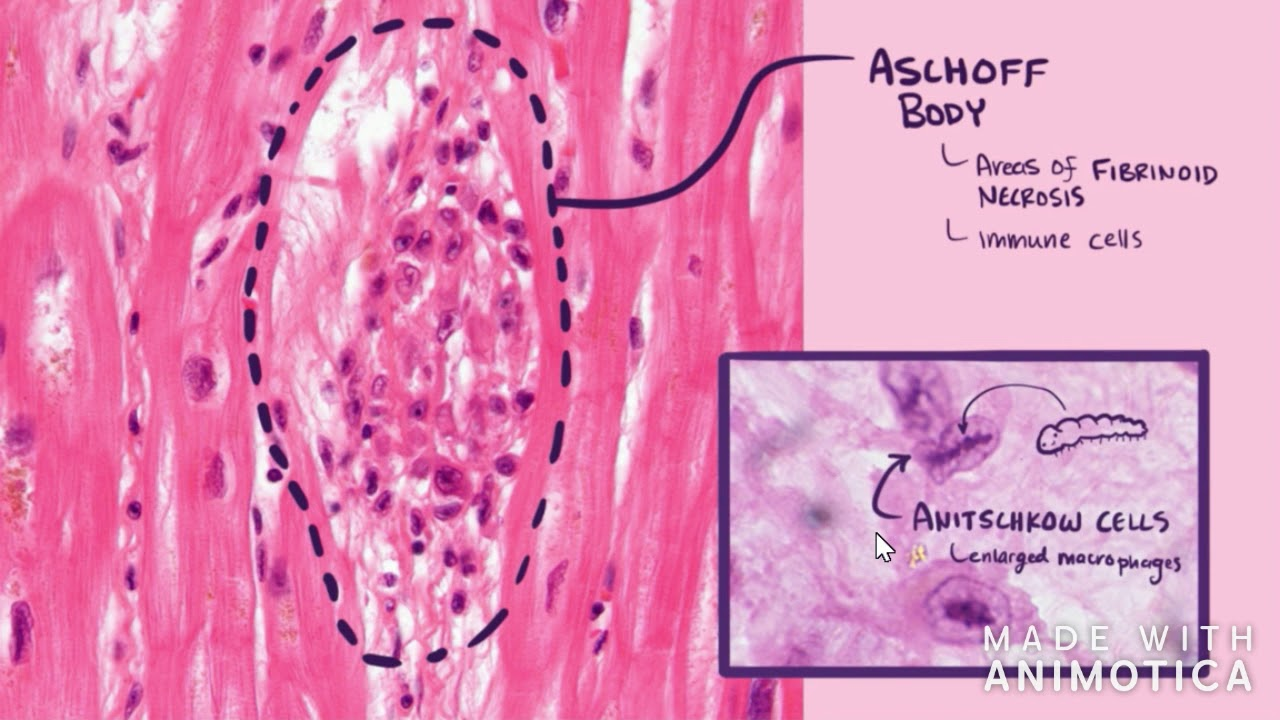 ASCHOFF
BODY
Areas of FIBRINOID
NECROSIS
Immune cells
ANITSCHKOW CELLS
enlarged macrophages
MADE WITH
ANIMOTICA